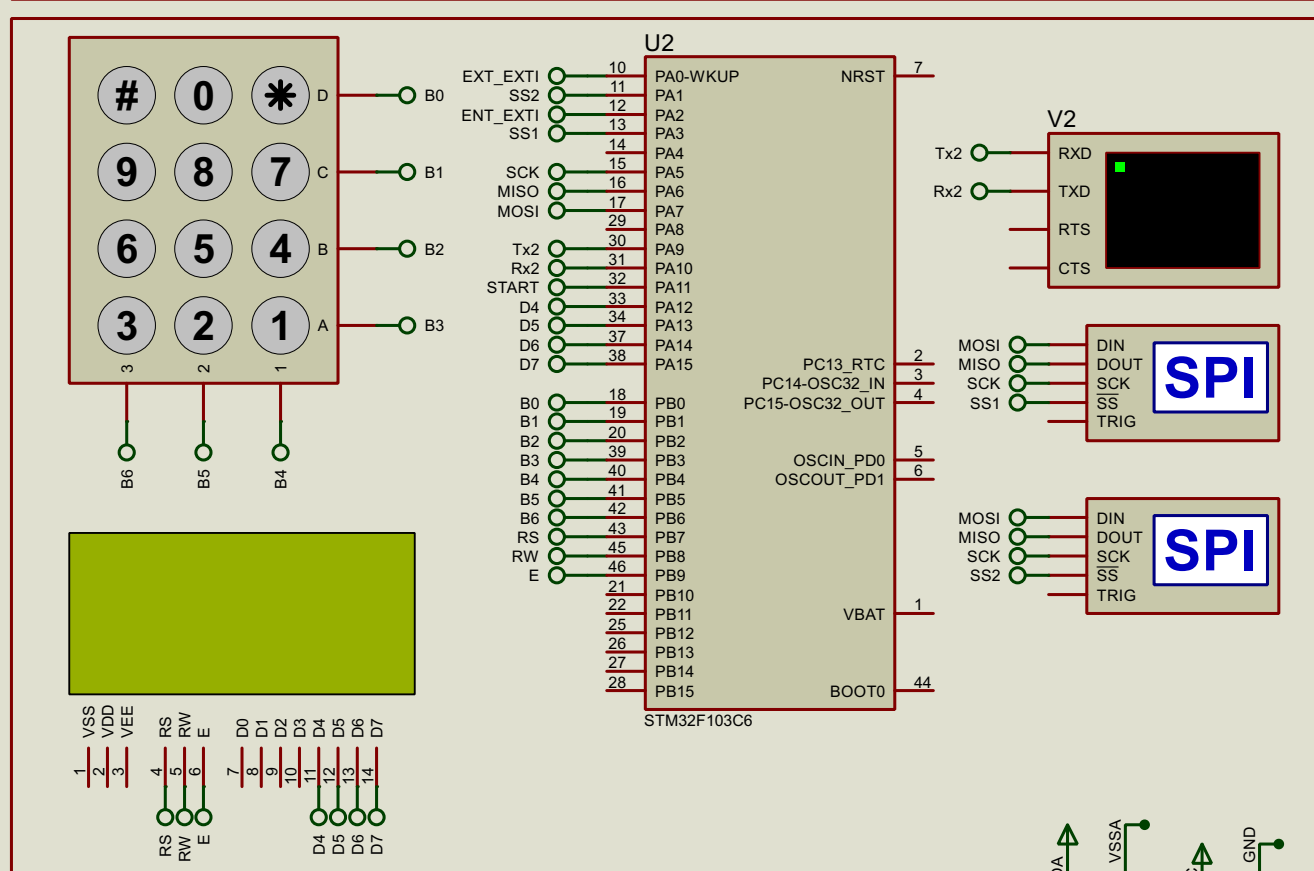 # 0 * D B0
9 8 7 C B1
6 5 4 B B2
3 2 1 A B3
3 2 1
B6 B5 B4
VSS VDD VEE RS RW E D0 D1 D2 D3 D4 D5 D6 D7
1 2 3 4 5 6 7 8 9 10 11 12 13 14
RS RW E D4 D5 D6 D7
U2
EXT_EXTI 10 PA0-WKUP
SS2 11 PA1
ENT_EXTI 12 PA2
SS1 13 PA3
14 PA4
SCK 15 PA5
MISO 16 PA6
MOSI 17 PA7
29 PA8
Tx2 30 PA9
Rx2 31 PA10
START 32 PA11
D4 33 PA12
D5 34 PA13
D6 37 PA14
D7 38 PA15
B0 18 PB0
B1 19 PB1
B2 20 PB2
B3 39 PB3
B4 40 PB4
B5 41 PB5
B6 42 PB6
RS 43 PB7
RW 45 PB8
E 46 PB9
21 PB10
22 PB11
25 PB12
26 PB13
27 PB14
28 PB15
NRST 7
PC13_RTC 2
PC14-OSC32_IN 3
PC15-OSC32_OUT 4
OSCIN_PD0 5
OSCOUT_PD1 6
VBAT 1
BOOT0 44
STM32F103C6
V2
Tx2 RXD
Rx2 TXD
RTS
CTS
MOSI DIN
MISO DOUT
SCK SCK
SS1 SS
TRIG
SPI
MOSI DIN
MISO DOUT
SCK SCK
SS2 SS
TRIG
SPI
VSSA
GND